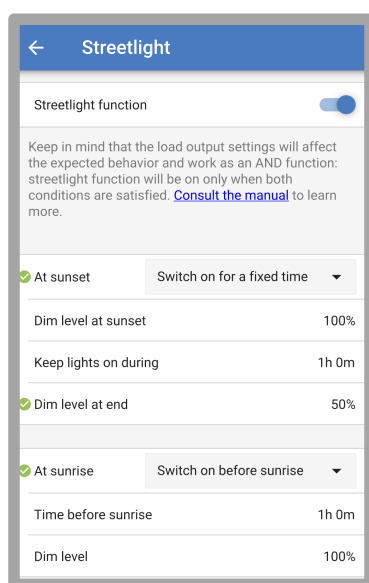 Streetlight
Streetlight function
Keep in mind that the load output settings will affect
the expected behavior and work as an AND function:
streetlight function will be on only when both
conditions are satisfied. Consult the manual to learn
more.
At sunset Switch on for a fixed time
Dim level at sunset 100%
Keep lights on during 1h 0m
Dim level at end 50%
At sunrise Switch on before sunrise
Time before sunrise 1h 0m
Dim level 100%